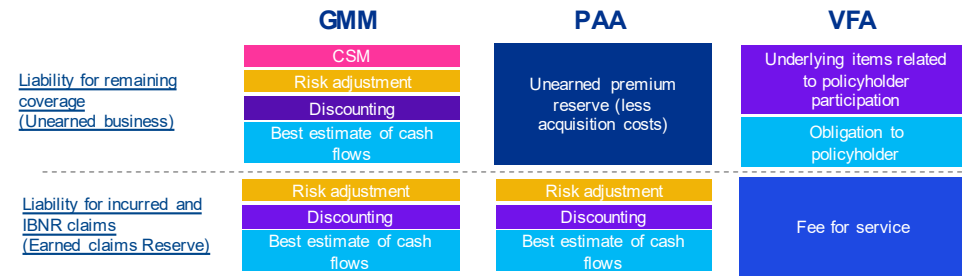 GMM
PAA
VFA
Liability for remaining
coverage
(Unearned business)
CSM
Risk adjustment
Discounting
Best estimate of cash
flows
Unearned premium
reserve (less
acquisition costs)
Underlying items related
to policyholder
participation
Obligation to
policyholder
Liability for incurred and
IBNR claims
(Earned claims Reserve)
Risk adjustment
Discounting
Best estimate of cash
flows
Risk adjustment
Discounting
Best estimate of cash
flows
Fee for service